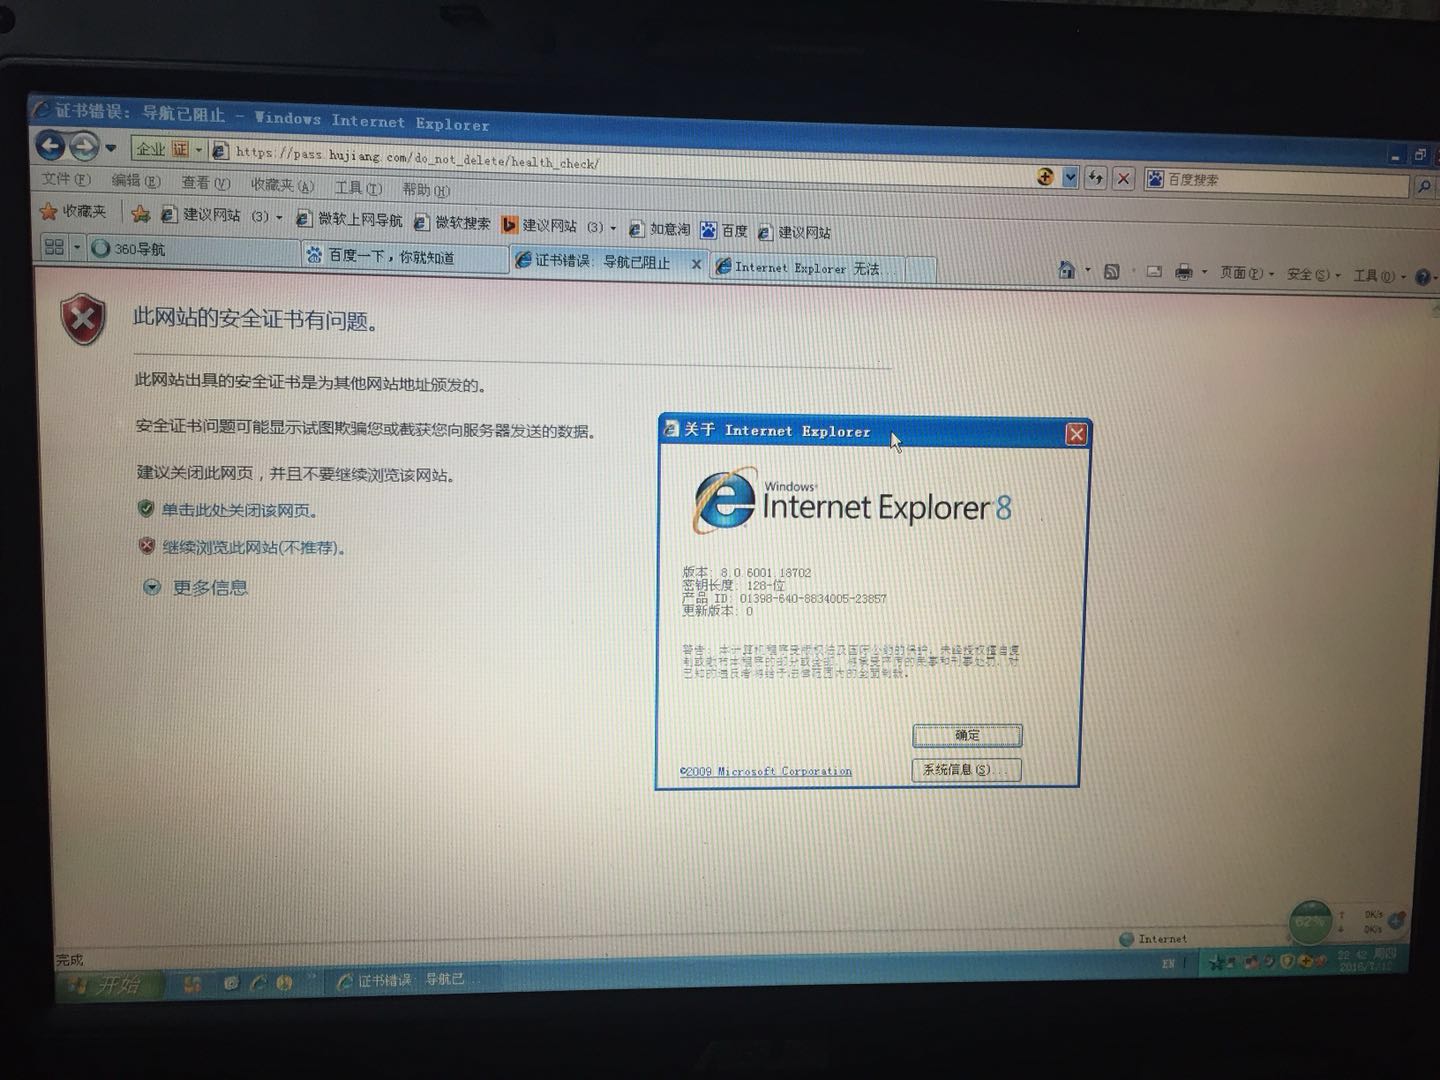 证书错误: 导航已阻止 - Windows Internet Explorer
企业 证 https://pass.hujiang.com/do_not_delete/health_check/
百度搜索
文件(F) 编辑(E) 查看(V) 收藏夹(A) 工具(T) 帮助(H)
收藏夹 建议网站 (3) 微软上网导航 微软搜索 建议网站 (3) 如意淘 百度 建议网站
360导航 百度一下，你就知道 证书错误: 导航已阻止 Internet Explorer 无法...
页面(P) 安全(S) 工具(O)
此网站的安全证书有问题。
此网站出具的安全证书是为其他网站地址颁发的。
安全证书问题可能显示试图欺骗您或截获您向服务器发送的数据。
建议关闭此网页，并且不要继续浏览该网站。
单击此处关闭该网页。
继续浏览此网站(不推荐)。
更多信息
关于 Internet Explorer
Windows
Internet Explorer 8
版本: 8.0.6001.18702
密钥长度: 128-位
产品 ID: 01398-640-8834005-23857
更新版本: 0
警告: 本计算机程序受版权法及国际公约的保护，未经授权擅自复
制或散布本程序的部分或全部，将承受严厉的民事和刑事处罚，对
已知的违反者将给予法律范围内的全面制裁。
确定
©2009 Microsoft Corporation
系统信息(S)...
62%
0K/s
0K/s
完成
Internet
开始
证书错误: 导航已...
EN
22:42 周四